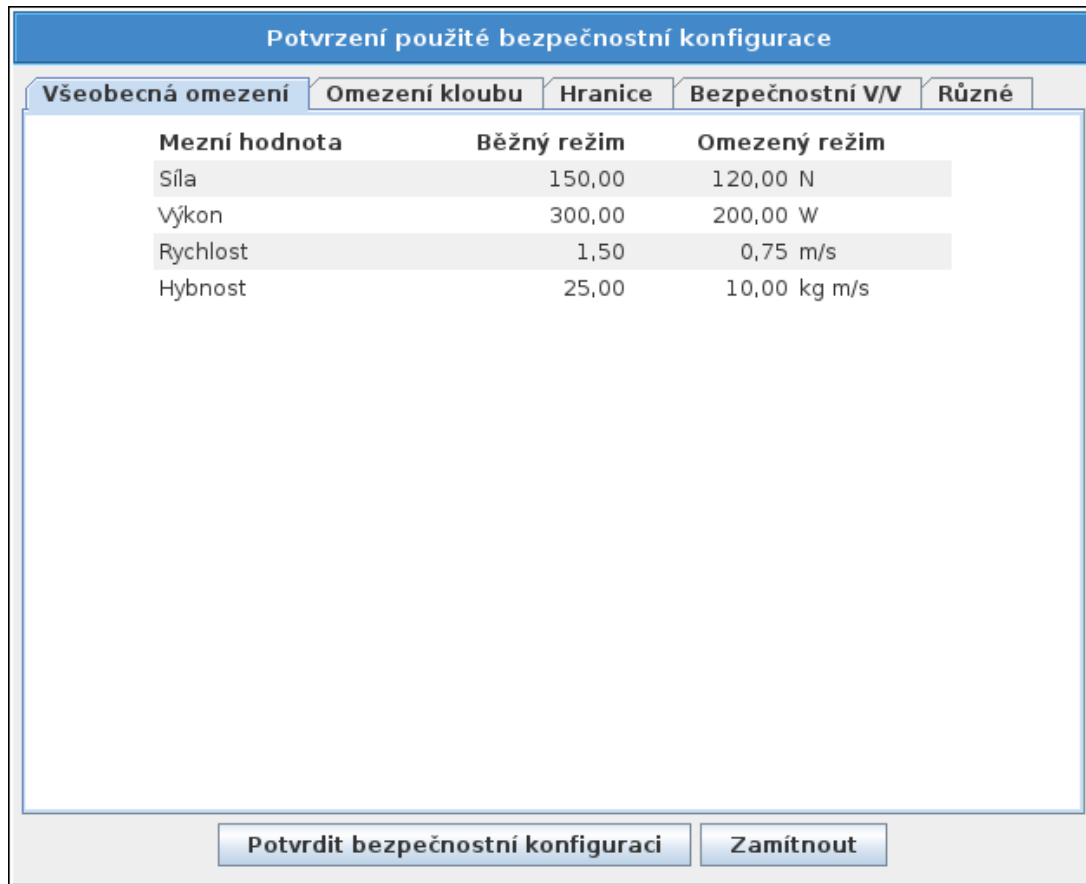 Potvrzení použité bezpečnostní konfigurace
Všeobecná omezení Omezení kloubu Hranice Bezpečnostní V/V Různé
Mezní hodnota Běžný režim Omezený režim
Síla 150,00 120,00 N
Výkon 300,00 200,00 W
Rychlost 1,50 0,75 m/s
Hybnost 25,00 10,00 kg m/s
Potvrdit bezpečnostní konfiguraci Zamítnout